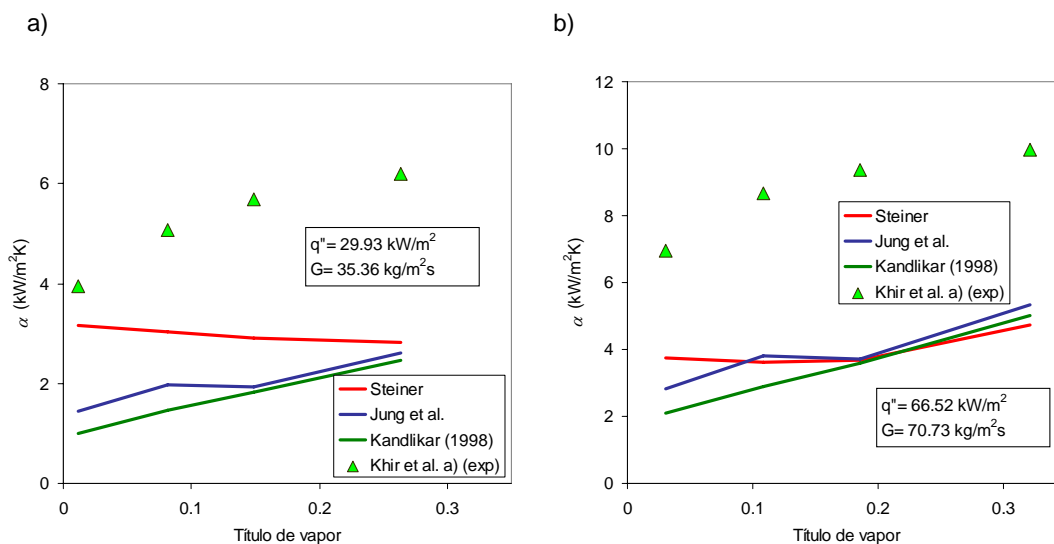 a)
8
6
4
2
0
α (kW/m²K)
q"= 29.93 kW/m²
G= 35.36 kg/m²s
Steiner
Jung et al.
Kandlikar (1998)
Khir et al. a) (exp)
0
0.1
0.2
0.3
Título de vapor
b)
12
10
8
6
4
2
0
α (kW/m²K)
Steiner
Jung et al.
Kandlikar (1998)
Khir et al. a) (exp)
q"= 66.52 kW/m²
G= 70.73 kg/m²s
0
0.1
0.2
0.3
Título de vapor